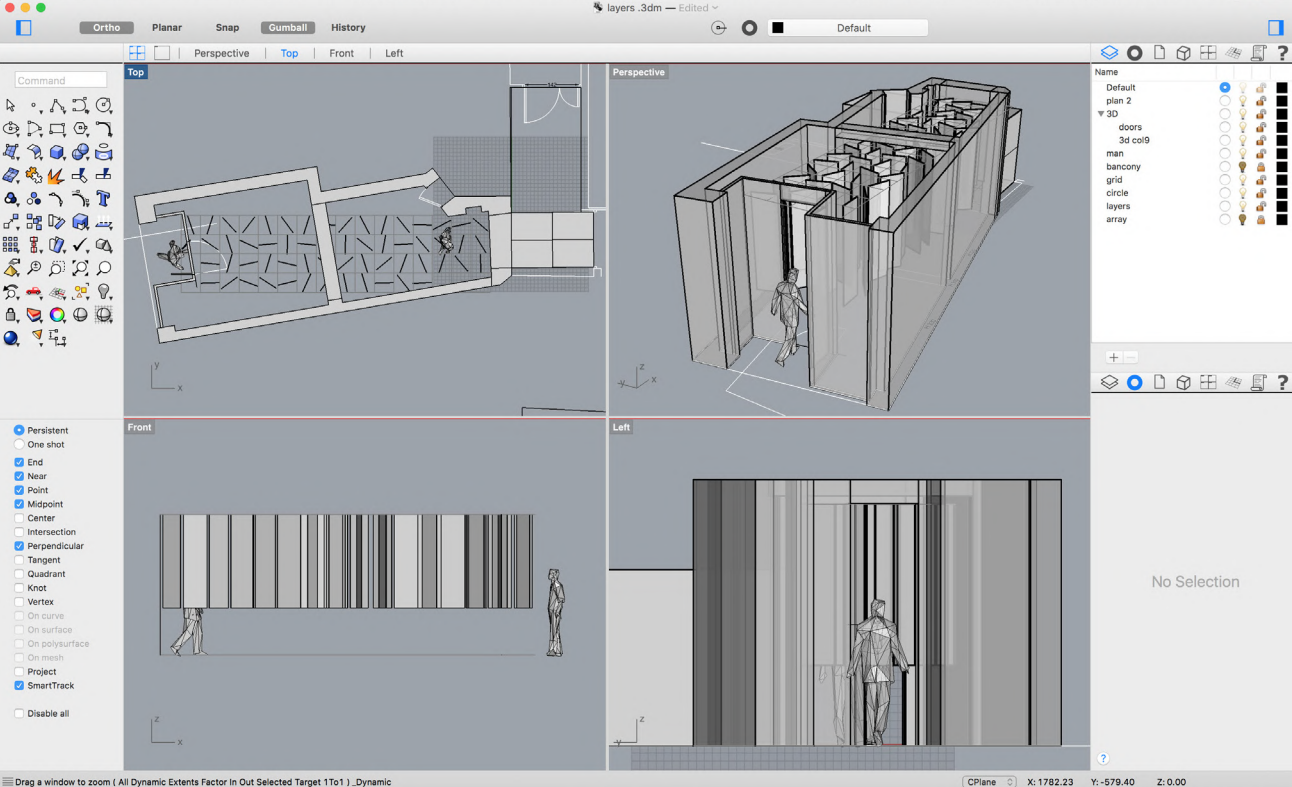 layers .3dm — Edited
Ortho Planar Snap Gumball History Default
Perspective Top Front Left
Command
Top
Perspective
Front
Left
y
x
z
y
x
z
x
z
y
Name
Default
plan 2
3D
doors
3d col9
man
bancony
grid
circle
layers
array
No Selection
Persistent
One shot
End
Near
Point
Midpoint
Center
Intersection
Perpendicular
Tangent
Quadrant
Knot
Vertex
On curve
On surface
On polysurface
On mesh
Project
SmartTrack
Disable all
Drag a window to zoom ( All Dynamic Extents Factor In Out Selected Target 1To1 ) _Dynamic
CPlane X: 1782.23 Y: -579.40 Z: 0.00